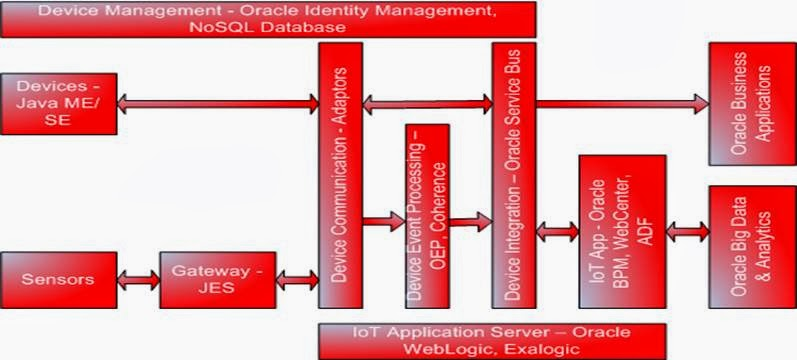 Device Management - Oracle Identity Management,
NoSQL Database
Devices -
Java ME/
SE
Device Communication - Adaptors
Device Event Processing –
OEP, Coherence
Device Integration – Oracle Service Bus
Oracle Business
Applications
Sensors
Gateway -
JES
IoT App - Oracle
BPM, WebCenter,
ADF
Oracle Big Data
& Analytics
IoT Application Server – Oracle
WebLogic, Exalogic